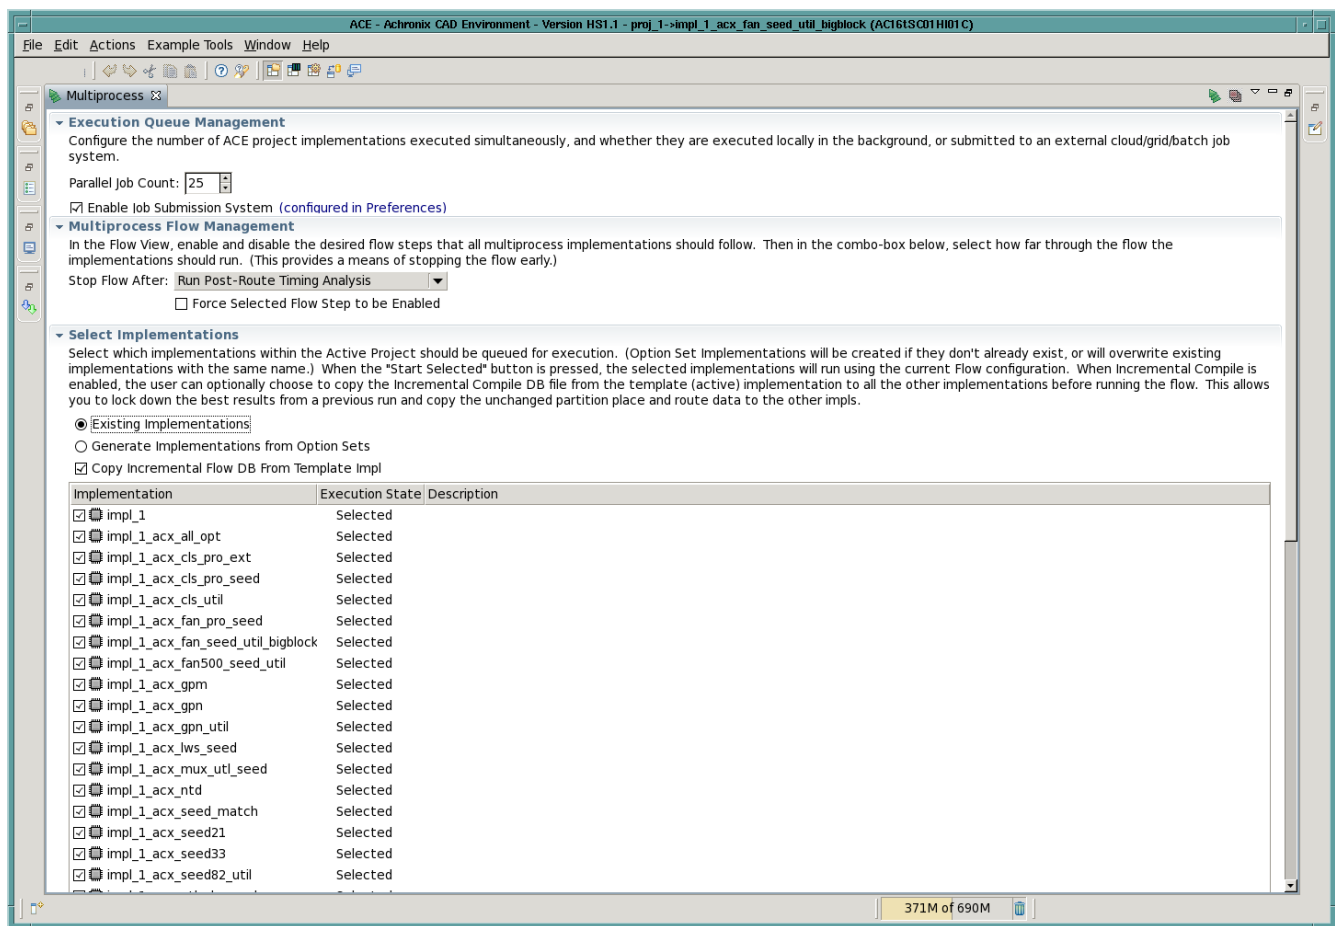 ACE - Achronix CAD Environment - Version HS1.1 - proj_1->impl_1_acx_fan_seed_util_bigblock (AC16tSC01HI01C)
File Edit Actions Example Tools Window Help
Multiprocess
Execution Queue Management
Configure the number of ACE project implementations executed simultaneously, and whether they are executed locally in the background, or submitted to an external cloud/grid/batch job
system.
Parallel Job Count: 25
Enable Job Submission System (configured in Preferences)
Multiprocess Flow Management
In the Flow View, enable and disable the desired flow steps that all multiprocess implementations should follow. Then in the combo-box below, select how far through the flow the
implementations should run. (This provides a means of stopping the flow early.)
Stop Flow After: Run Post-Route Timing Analysis
Force Selected Flow Step to be Enabled
Select Implementations
Select which implementations within the Active Project should be queued for execution. (Option Set Implementations will be created if they don't already exist, or will overwrite existing
implementations with the same name.) When the "Start Selected" button is pressed, the selected implementations will run using the current Flow configuration. When Incremental Compile is
enabled, the user can optionally choose to copy the Incremental Compile DB file from the template (active) implementation to all the other implementations before running the flow. This allows
you to lock down the best results from a previous run and copy the unchanged partition place and route data to the other impls.
Existing Implementations
Generate Implementations from Option Sets
Copy Incremental Flow DB From Template Impl
Implementation Execution State Description
impl_1 Selected
impl_1_acx_all_opt Selected
impl_1_acx_cls_pro_ext Selected
impl_1_acx_cls_pro_seed Selected
impl_1_acx_cls_util Selected
impl_1_acx_fan_pro_seed Selected
impl_1_acx_fan_seed_util_bigblock Selected
impl_1_acx_fan500_seed_util Selected
impl_1_acx_gpm Selected
impl_1_acx_gpn Selected
impl_1_acx_gpn_util Selected
impl_1_acx_lws_seed Selected
impl_1_acx_mux_utl_seed Selected
impl_1_acx_ntd Selected
impl_1_acx_seed_match Selected
impl_1_acx_seed21 Selected
impl_1_acx_seed33 Selected
impl_1_acx_seed82_util Selected
371M of 690M